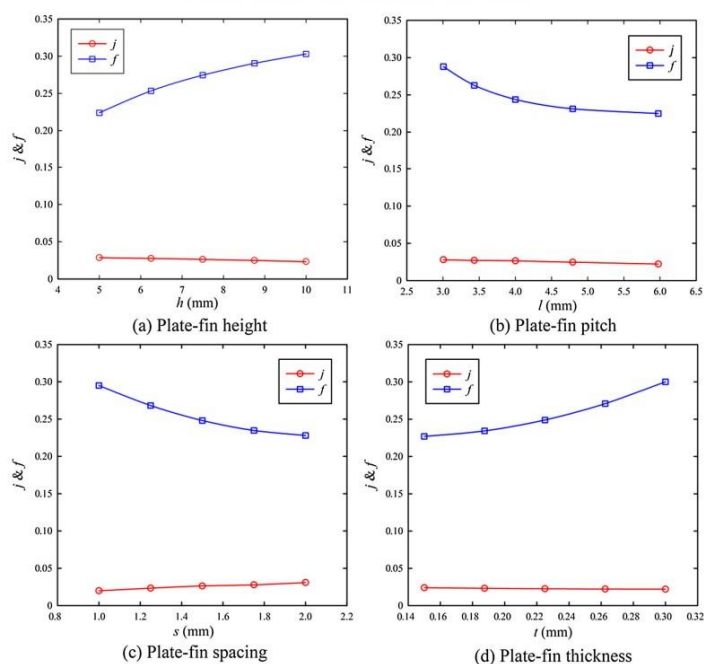 j
f
0.35
0.30
0.25
0.20
0.15
0.10
0.05
0
j & f
4 5 6 7 8 9 10 11
h (mm)
(a) Plate-fin height
j
f
0.35
0.30
0.25
0.20
0.15
0.10
0.05
0
j & f
2.5 3.0 3.5 4.0 4.5 5.0 5.5 6.0 6.5
l (mm)
(b) Plate-fin pitch
j
f
0.35
0.30
0.25
0.20
0.15
0.10
0.05
0
j & f
0.8 1.0 1.2 1.4 1.6 1.8 2.0 2.2
s (mm)
(c) Plate-fin spacing
j
f
0.35
0.30
0.25
0.20
0.15
0.10
0.05
0
j & f
0.14 0.16 0.20 0.24 0.28 0.30 0.32
t (mm)
(d) Plate-fin thickness